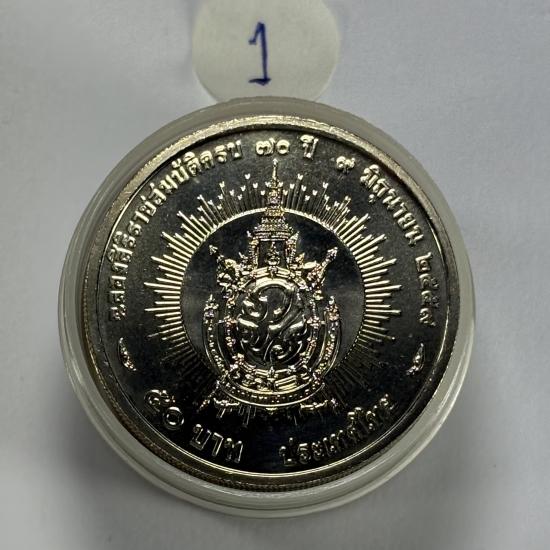 1
ฉลองสิริราชสมบัติครบ ๗๐ ปี ๙ มิถุนายน ๒๕๕๙
๕๐ บาท ประเทศไทย